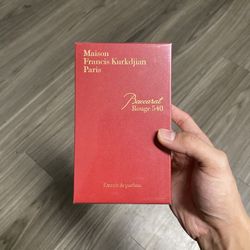 Maison
Francis Kurkdjian
Paris
Baccarat
Rouge 540
Extrait de parfum